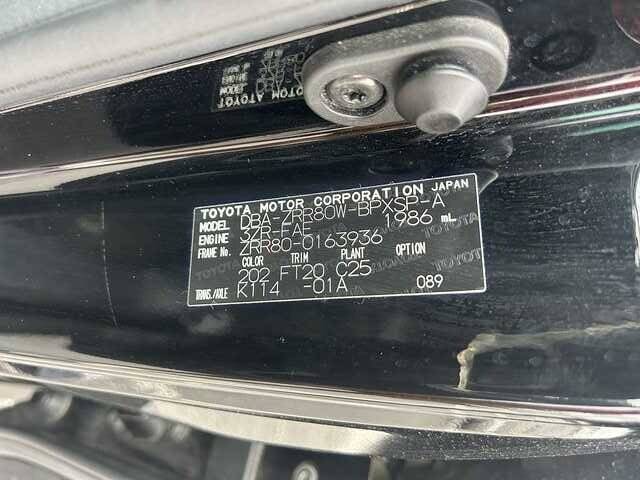 TOYOTA MOTOR CORPORATION JAPAN
MODEL DBA-ZRR80W-BPXSP-A
ENGINE 3ZR-FAE 1986 mL
FRAME No. ZRR80-0163936
COLOR TRIM PLANT OPTION
202 FT20 C25
TRANS./AXLE K114 -01A 089